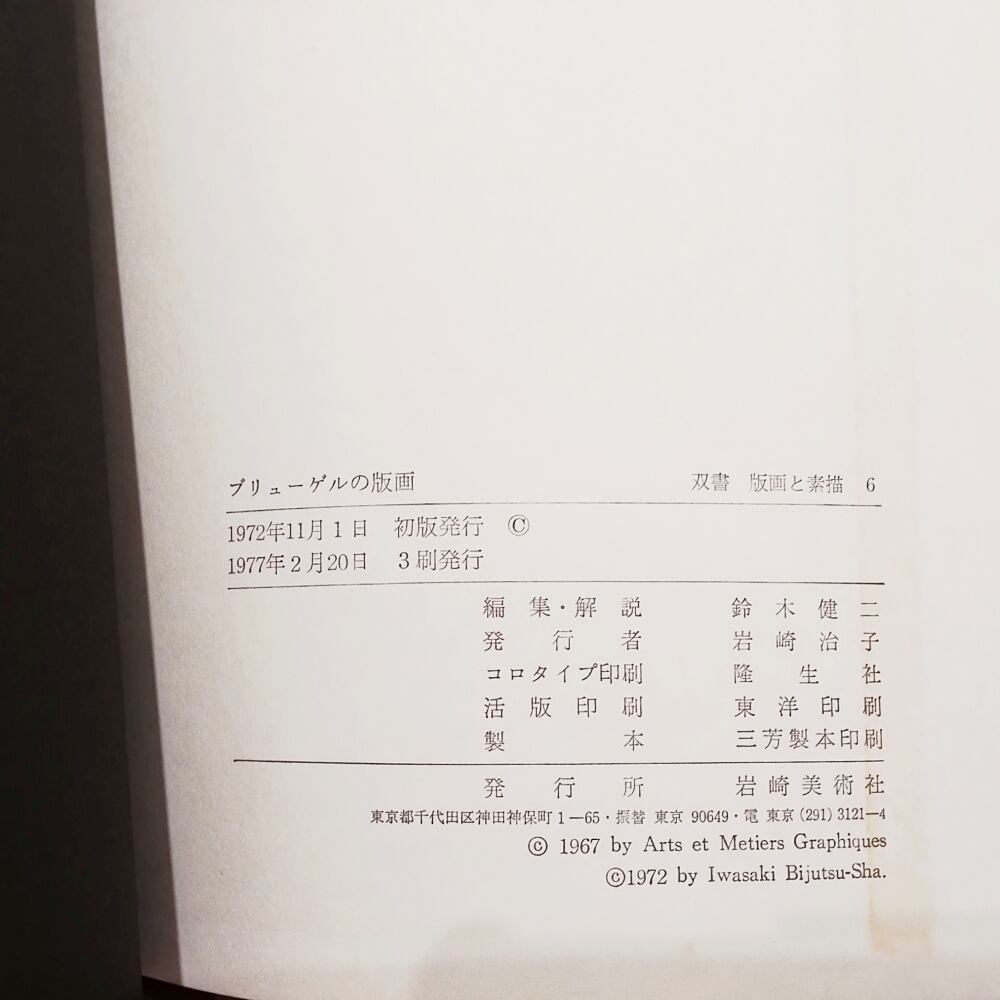 ブリューゲルの版画　双書　版画と素描　6
1972年11月1日　初版発行　©
1977年2月20日　3刷発行
編集・解説　鈴木健二
発行者　岩崎治子
コロタイプ印刷　隆生社
活版印刷　東洋印刷
製本　三芳製本印刷
発行所　岩崎美術社
東京都千代田区神田神保町1―65・振替 東京 90649・電 東京(291)3121―4
© 1967 by Arts et Metiers Graphiques
©1972 by Iwasaki Bijutsu-Sha.